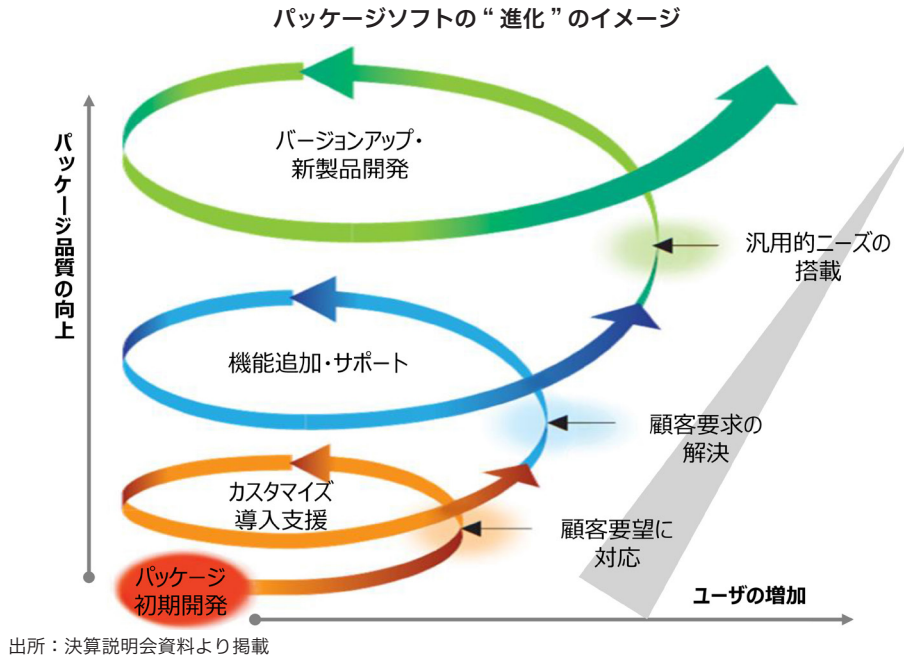 パッケージソフトの“進化”のイメージ
バージョンアップ・
新製品開発
パッケージ品質の向上
汎用的ニーズの
搭載
機能追加・サポート
顧客要求の
解決
カスタマイズ
導入支援
顧客要望に
対応
パッケージ
初期開発
ユーザの増加
出所：決算説明会資料より掲載